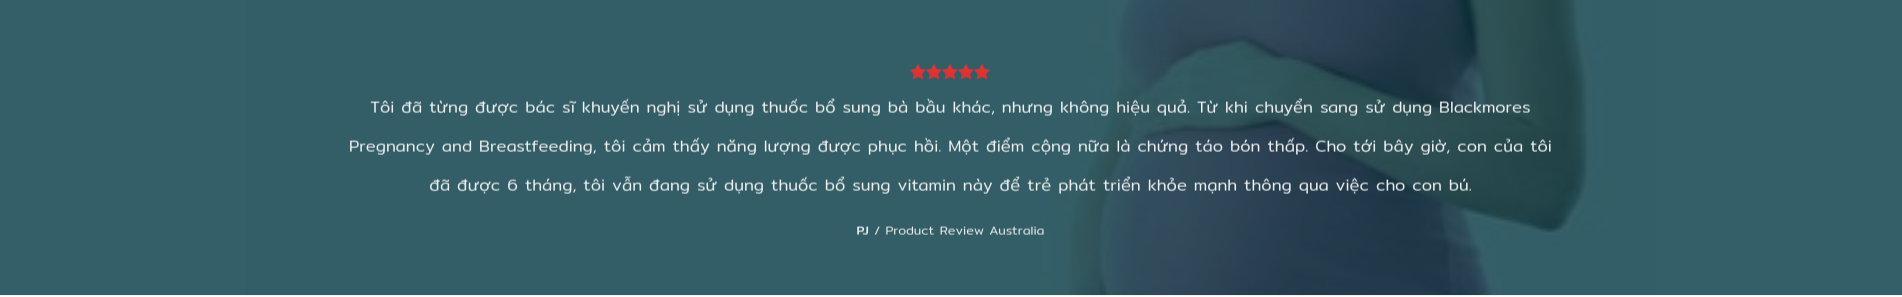 Tôi đã từng được bác sĩ khuyến nghị sử dụng thuốc bổ sung bà bầu khác, nhưng không hiệu quả. Từ khi chuyển sang sử dụng Blackmores
Pregnancy and Breastfeeding, tôi cảm thấy năng lượng được phục hồi. Một điểm cộng nữa là chứng táo bón thấp. Cho tới bây giờ, con của tôi
đã được 6 tháng, tôi vẫn đang sử dụng thuốc bổ sung vitamin này để trẻ phát triển khỏe mạnh thông qua việc cho con bú.
PJ / Product Review Australia